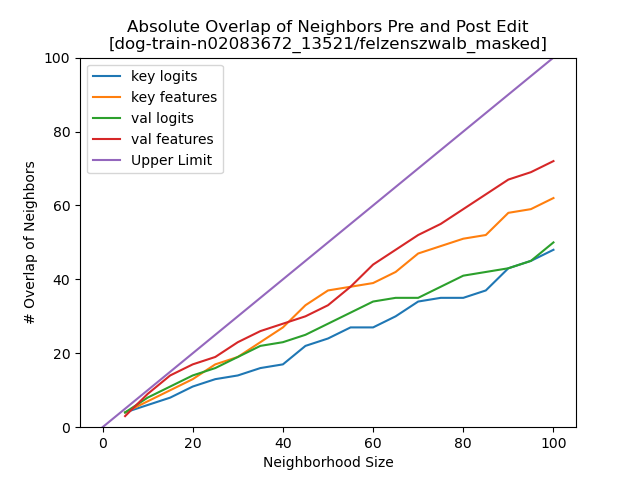 Absolute Overlap of Neighbors Pre and Post Edit
[dog-train-n02083672_13521/felzenszwalb_masked]
key logits
key features
val logits
val features
Upper Limit
# Overlap of Neighbors
100
80
60
40
20
0
0 20 40 60 80 100
Neighborhood Size